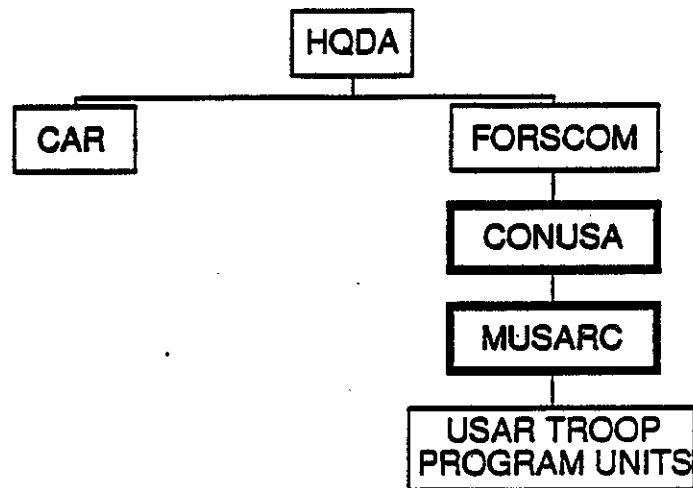 HQDA
CAR
FORSCOM
CONUSA
MUSARC
USAR TROOP
PROGRAM UNITS